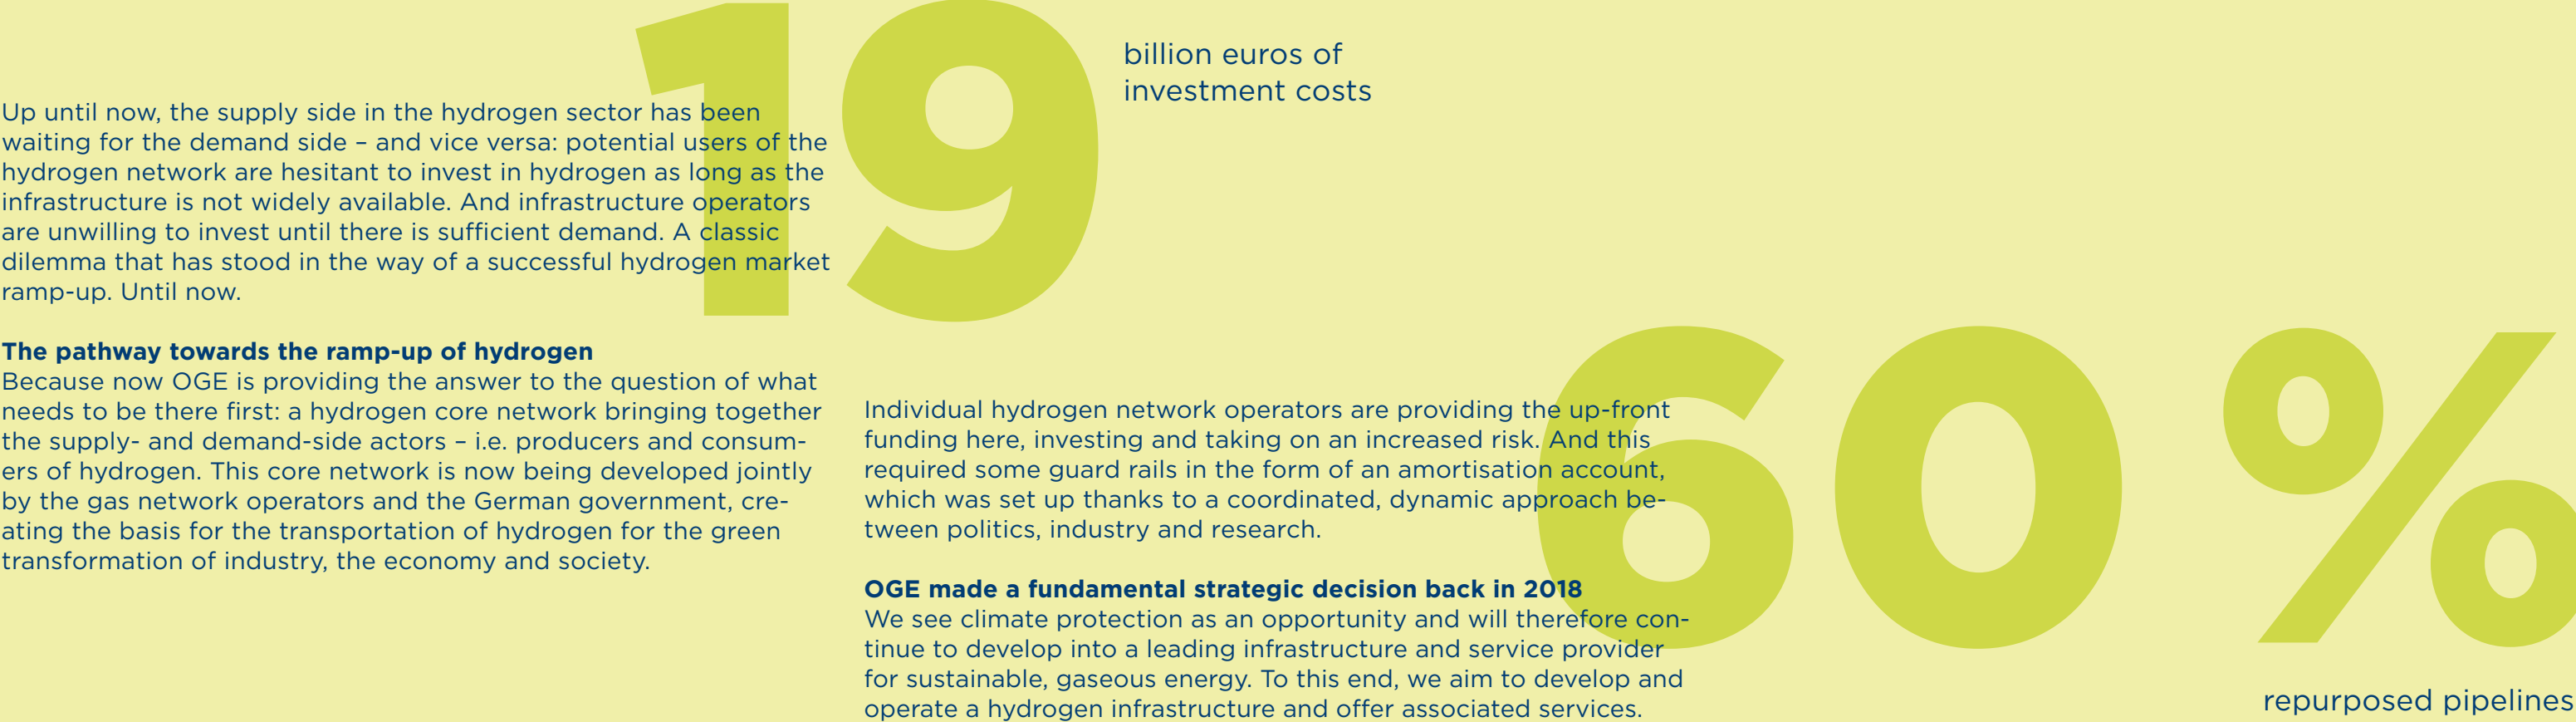 19
billion euros of
investment costs
Up until now, the supply side in the hydrogen sector has been
waiting for the demand side – and vice versa: potential users of the
hydrogen network are hesitant to invest in hydrogen as long as the
infrastructure is not widely available. And infrastructure operators
are unwilling to invest until there is sufficient demand. A classic
dilemma that has stood in the way of a successful hydrogen market
ramp-up. Until now.
The pathway towards the ramp-up of hydrogen
Because now OGE is providing the answer to the question of what
needs to be there first: a hydrogen core network bringing together
the supply- and demand-side actors – i.e. producers and consum-
ers of hydrogen. This core network is now being developed jointly
by the gas network operators and the German government, cre-
ating the basis for the transportation of hydrogen for the green
transformation of industry, the economy and society.
Individual hydrogen network operators are providing the up-front
funding here, investing and taking on an increased risk. And this
required some guard rails in the form of an amortisation account,
which was set up thanks to a coordinated, dynamic approach be-
tween politics, industry and research.
OGE made a fundamental strategic decision back in 2018
We see climate protection as an opportunity and will therefore con-
tinue to develop into a leading infrastructure and service provider
for sustainable, gaseous energy. To this end, we aim to develop and
operate a hydrogen infrastructure and offer associated services.
60 %
repurposed pipelines